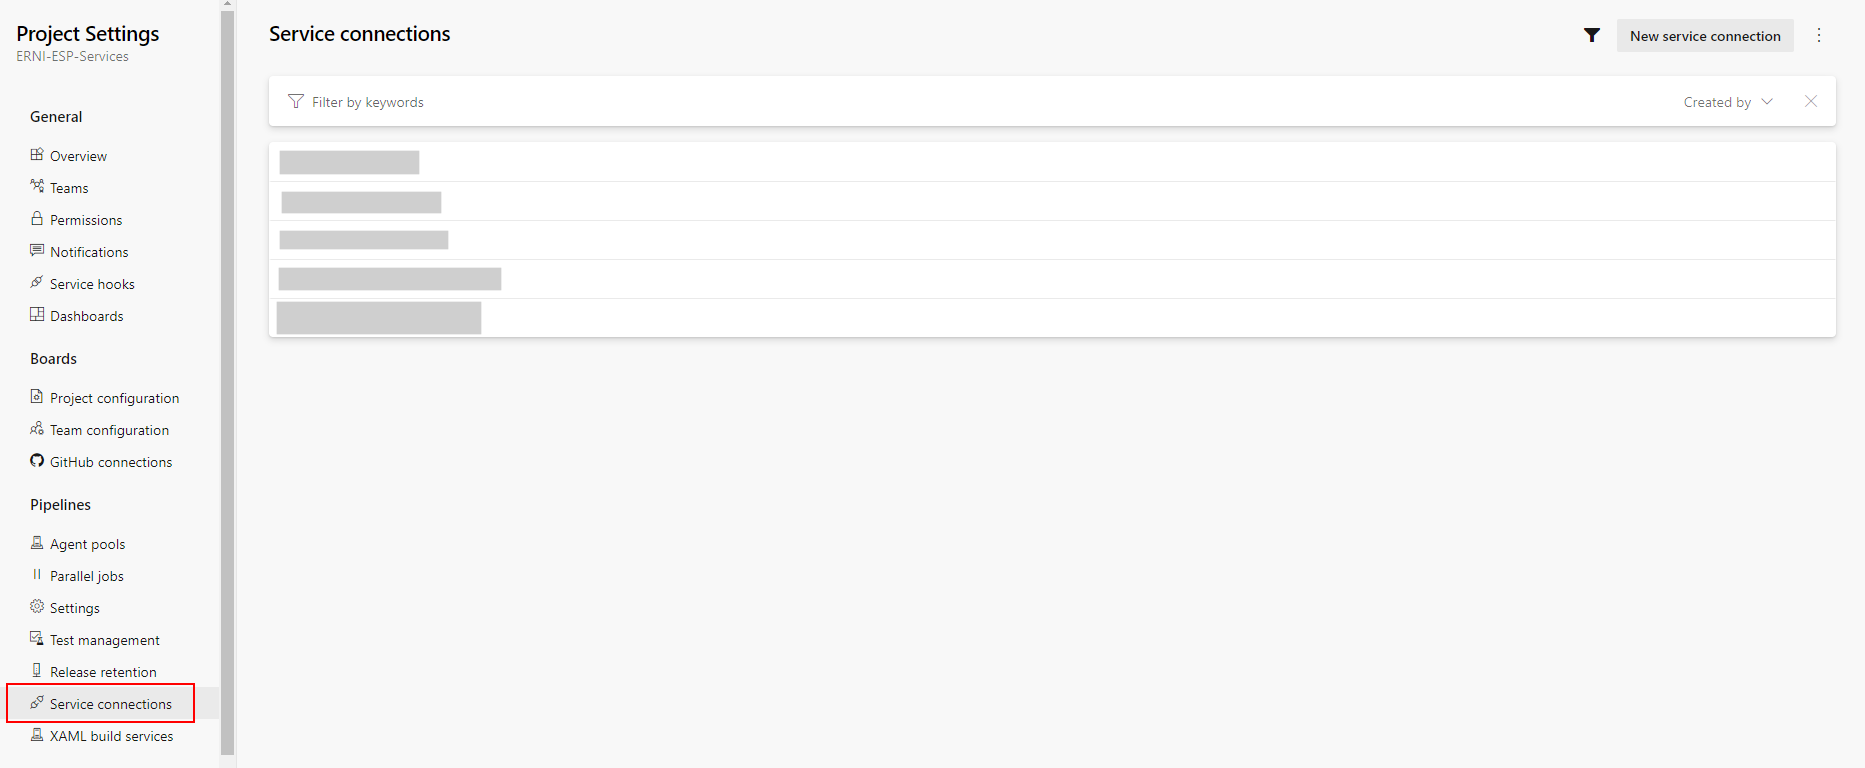 Project Settings
ERNI-ESP-Services
General
Overview
Teams
Permissions
Notifications
Service hooks
Dashboards
Boards
Project configuration
Team configuration
GitHub connections
Pipelines
Agent pools
Parallel jobs
Settings
Test management
Release retention
Service connections
XAML build services
Service connections
New service connection
Filter by keywords
Created by